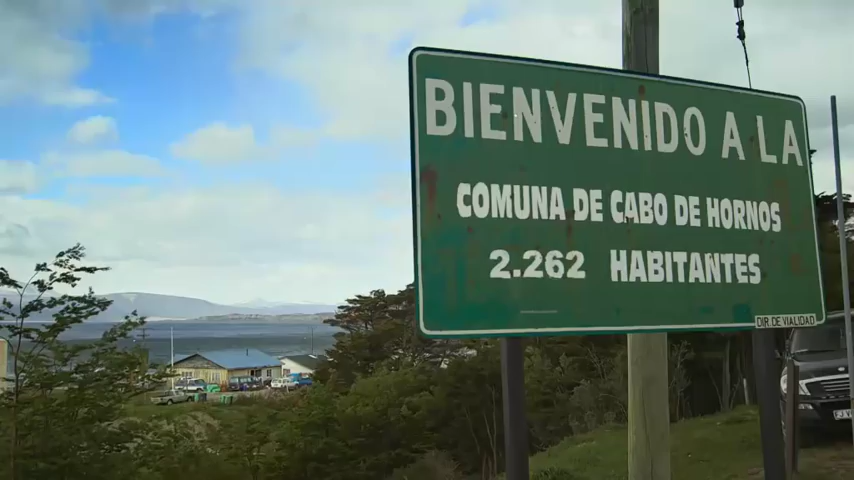 BIENVENIDO A LA
COMUNA DE CABO DE HORNOS
2.262 HABITANTES
DIR. DE VIALIDAD